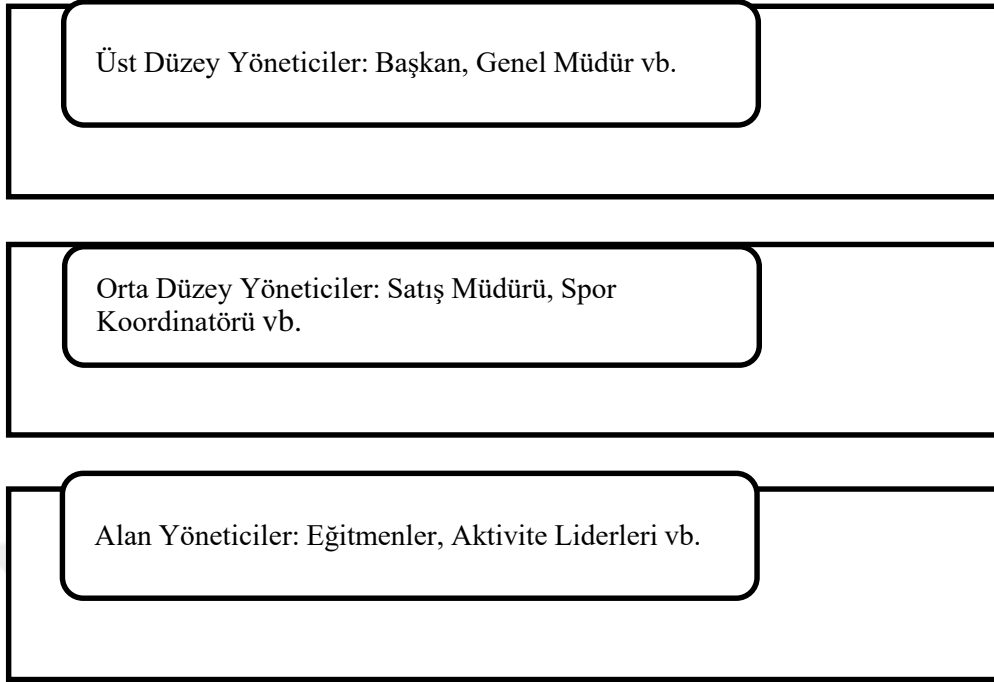 Üst Düzey Yöneticiler: Başkan, Genel Müdür vb.
Orta Düzey Yöneticiler: Satış Müdürü, Spor
Koordinatörü vb.
Alan Yöneticiler: Eğitmenler, Aktivite Liderleri vb.